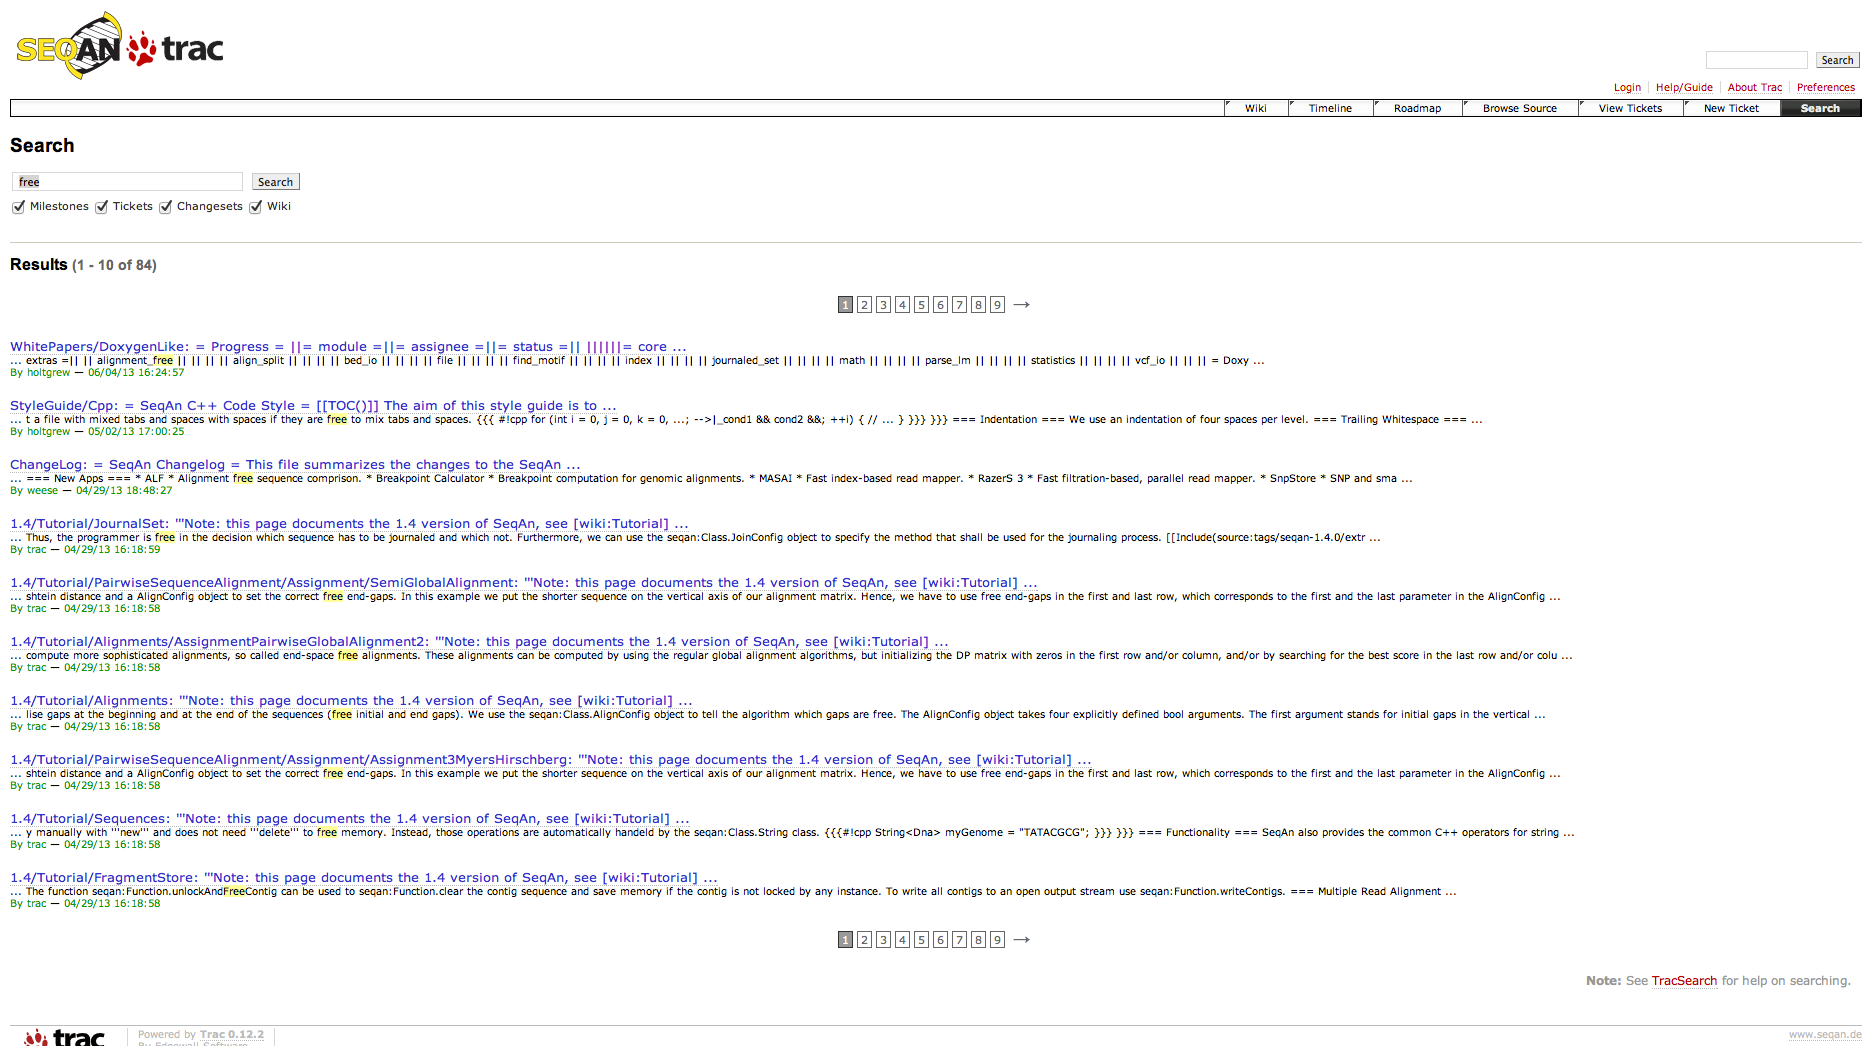 SEQAN trac
Search
Login Help/Guide About Trac Preferences
Wiki Timeline Roadmap Browse Source View Tickets New Ticket Search
Search
free Search
Milestones Tickets Changesets Wiki
Results (1 - 10 of 84)
1 2 3 4 5 6 7 8 9 →
WhitePapers/DoxygenLike: = Progress = ||= module =||= assignee =||= status =|| ||||||= core ...
... extras =|| || alignment_free || || || || align_split || || || || bed_io || || || || file || || || || find_motif || || || || index || || || || journaled_set || || || || math || || || || parse_lm || || || || statistics || || || || vcf_io || || || = Doxy ...
By holtgrew — 06/04/13 16:24:57
StyleGuide/Cpp: = SeqAn C++ Code Style = [[TOC()]] The aim of this style guide is to ...
... t a file with mixed tabs and spaces with spaces if they are free to mix tabs and spaces. {{{ #!cpp for (int i = 0, j = 0, k = 0, ...; -->|_cond1 && cond2 &&; ++i) { // ... } }}} }}} === Indentation === We use an indentation of four spaces per level. === Trailing Whitespace === ...
By holtgrew — 05/02/13 17:00:25
ChangeLog: = SeqAn Changelog = This file summarizes the changes to the SeqAn ...
... === New Apps === * ALF * Alignment free sequence comprison. * Breakpoint Calculator * Breakpoint computation for genomic alignments. * MASAI * Fast index-based read mapper. * RazerS 3 * Fast filtration-based, parallel read mapper. * SnpStore * SNP and sma ...
By weese — 04/29/13 18:48:27
1.4/Tutorial/JournalSet: '''Note: this page documents the 1.4 version of SeqAn, see [wiki:Tutorial] ...
... Thus, the programmer is free in the decision which sequence has to be journaled and which not. Furthermore, we can use the seqan:Class.JoinConfig object to specify the method that shall be used for the journaling process. [[Include(source:tags/seqan-1.4.0/extr ...
By trac — 04/29/13 16:18:59
1.4/Tutorial/PairwiseSequenceAlignment/Assignment/SemiGlobalAlignment: '''Note: this page documents the 1.4 version of SeqAn, see [wiki:Tutorial] ...
... shtein distance and a AlignConfig object to set the correct free end-gaps. In this example we put the shorter sequence on the vertical axis of our alignment matrix. Hence, we have to use free end-gaps in the first and last row, which corresponds to the first and the last parameter in the AlignConfig ...
By trac — 04/29/13 16:18:58
1.4/Tutorial/Alignments/AssignmentPairwiseGlobalAlignment2: '''Note: this page documents the 1.4 version of SeqAn, see [wiki:Tutorial] ...
... compute more sophisticated alignments, so called end-space free alignments. These alignments can be computed by using the regular global alignment algorithms, but initializing the DP matrix with zeros in the first row and/or column, and/or by searching for the best score in the last row and/or colu ...
By trac — 04/29/13 16:18:58
1.4/Tutorial/Alignments: '''Note: this page documents the 1.4 version of SeqAn, see [wiki:Tutorial] ...
... lise gaps at the beginning and at the end of the sequences (free initial and end gaps). We use the seqan:Class.AlignConfig object to tell the algorithm which gaps are free. The AlignConfig object takes four explicitly defined bool arguments. The first argument stands for initial gaps in the vertical ...
By trac — 04/29/13 16:18:58
1.4/Tutorial/PairwiseSequenceAlignment/Assignment/Assignment3MyersHirschberg: '''Note: this page documents the 1.4 version of SeqAn, see [wiki:Tutorial] ...
... shtein distance and a AlignConfig object to set the correct free end-gaps. In this example we put the shorter sequence on the vertical axis of our alignment matrix. Hence, we have to use free end-gaps in the first and last row, which corresponds to the first and the last parameter in the AlignConfig ...
By trac — 04/29/13 16:18:58
1.4/Tutorial/Sequences: '''Note: this page documents the 1.4 version of SeqAn, see [wiki:Tutorial] ...
... y manually with '''new''' and does not need '''delete''' to free memory. Instead, those operations are automatically handeld by the seqan:Class.String class. {{{#!cpp String<Dna> myGenome = "TATACGCG"; }}} }}} === Functionality === SeqAn also provides the common C++ operators for string ...
By trac — 04/29/13 16:18:58
1.4/Tutorial/FragmentStore: '''Note: this page documents the 1.4 version of SeqAn, see [wiki:Tutorial] ...
... The function seqan:Function.unlockAndFreeContig can be used to seqan:Function.clear the contig sequence and save memory if the contig is not locked by any instance. To write all contigs to an open output stream use seqan:Function.writeContigs. === Multiple Read Alignment ...
By trac — 04/29/13 16:18:58
1 2 3 4 5 6 7 8 9 →
Note: See TracSearch for help on searching.
trac Powered by Trac 0.12.2 www.seqan.de
By Edgewall Software